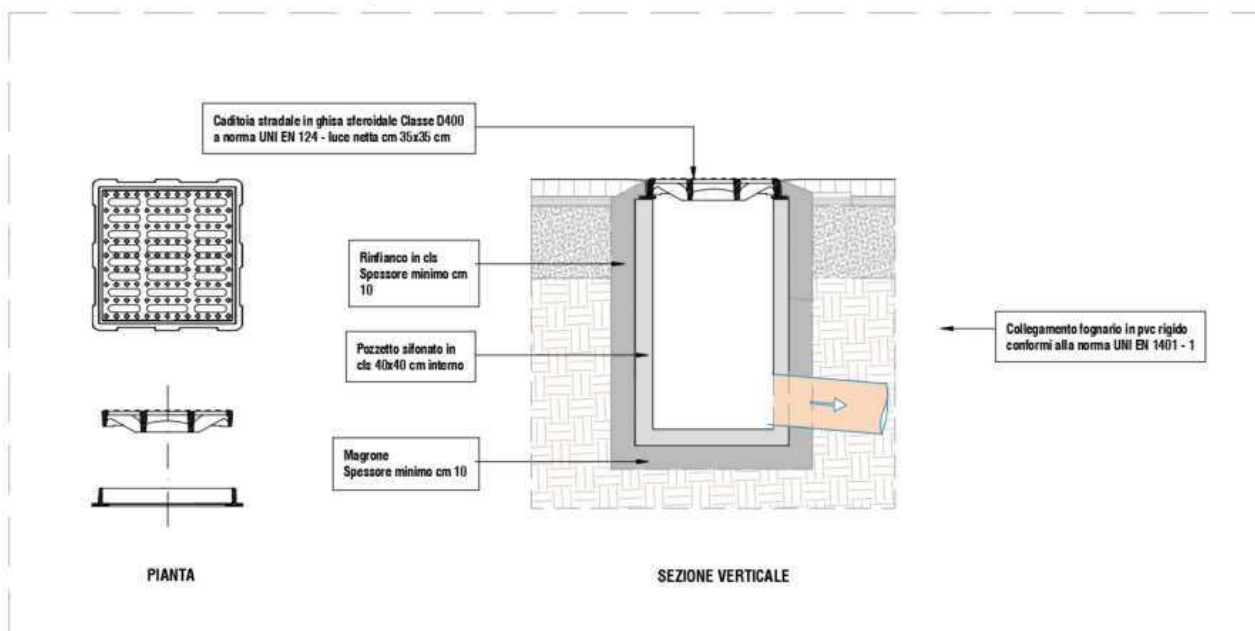 Caditoia stradale in ghisa sferoidale Classe D400
a norma UNI EN 124 - luce netta cm 35x35 cm
Rinfianco in cls
Spessore minimo cm
10
Pozzetto sifonato in
cls 40x40 cm interno
Magrone
Spessore minimo cm 10
Collegamento fognario in pvc rigido
conformi alla norma UNI EN 1401 - 1
PIANTA
SEZIONE VERTICALE